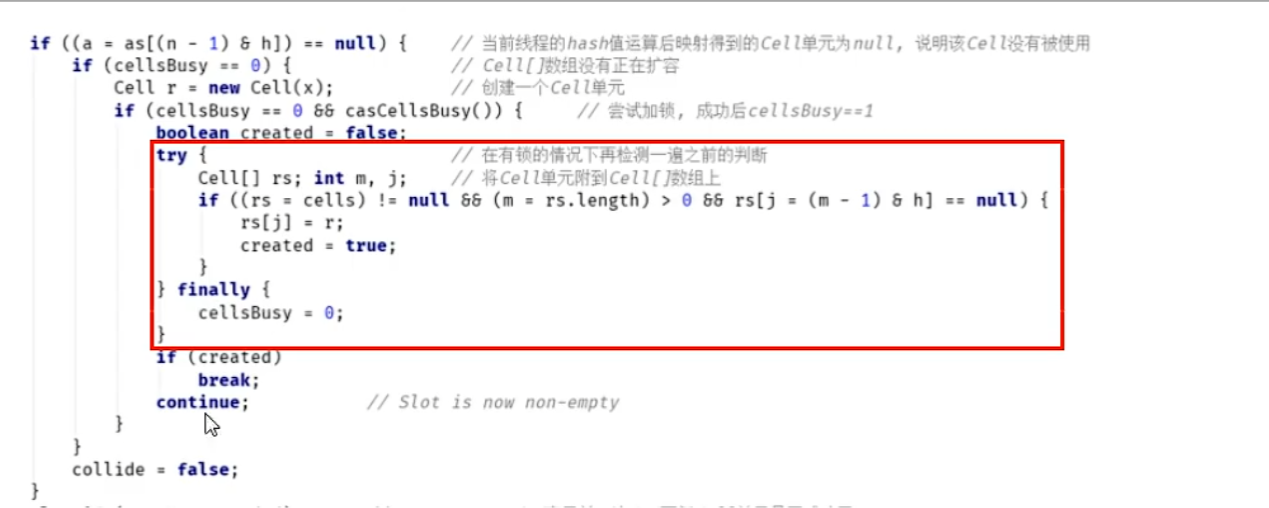 if ((a = as[(n - 1) & h]) == null) { // 当前线程的hash值运算后映射得到的Cell单元为null, 说明该Cell没有被使用
if (cellsBusy == 0) { // Cell[]数组没有正在扩容
Cell r = new Cell(x); // 创建一个Cell单元
if (cellsBusy == 0 && casCellsBusy()) { // 尝试加锁, 成功后cellsBusy==1
boolean created = false;
try { // 在有锁的情况下再检测一遍之前的判断
Cell[] rs; int m, j; // 将Cell单元附到Cell[]数组上
if ((rs = cells) != null && (m = rs.length) > 0 && rs[j = (m - 1) & h] == null) {
rs[j] = r;
created = true;
}
} finally {
cellsBusy = 0;
}
if (created)
break;
continue; // Slot is now non-empty
}
}
collide = false;
}